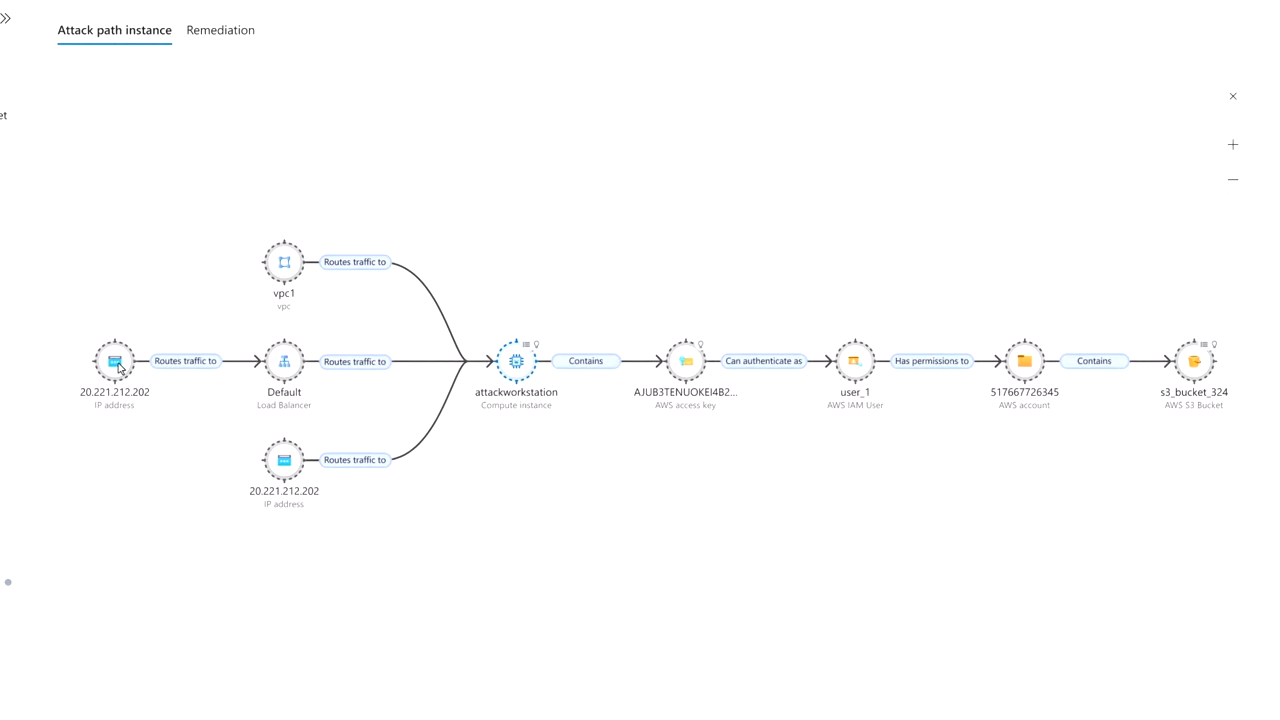 Attack path instance
Remediation
et
Routes traffic to
vpc1
vpc
Routes traffic to
Routes traffic to
Contains
Can authenticate as
Has permissions to
Contains
20.221.212.202
IP address
Default
Load Balancer
attackworkstation
Compute instance
AJUB3TENUOKEI4B2...
AWS access key
user_1
AWS IAM User
517667726345
AWS account
s3_bucket_324
AWS S3 Bucket
Routes traffic to
20.221.212.202
IP address